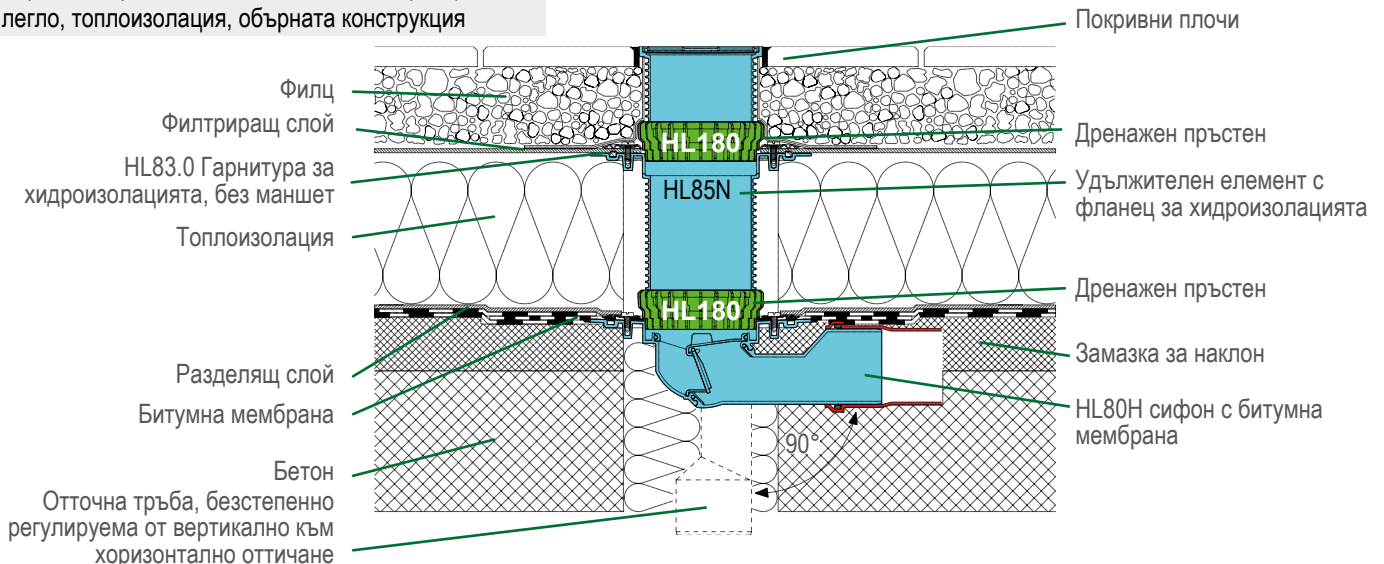 легло, топлоизолация, обърната конструкция
Покривни плочи
Филц
Филтриращ слой
HL83.0 Гарнитура за
хидроизолацията, без маншет
Топлоизолация
Разделящ слой
Битумна мембрана
Бетон
Отточна тръба, безстепенно
регулируема от вертикално към
хоризонтално оттичане
HL180
HL85N
HL180
90°
Дренажен пръстен
Удължителен елемент с
фланец за хидроизолацията
Дренажен пръстен
Замазка за наклон
HL80H сифон с битумна
мембрана